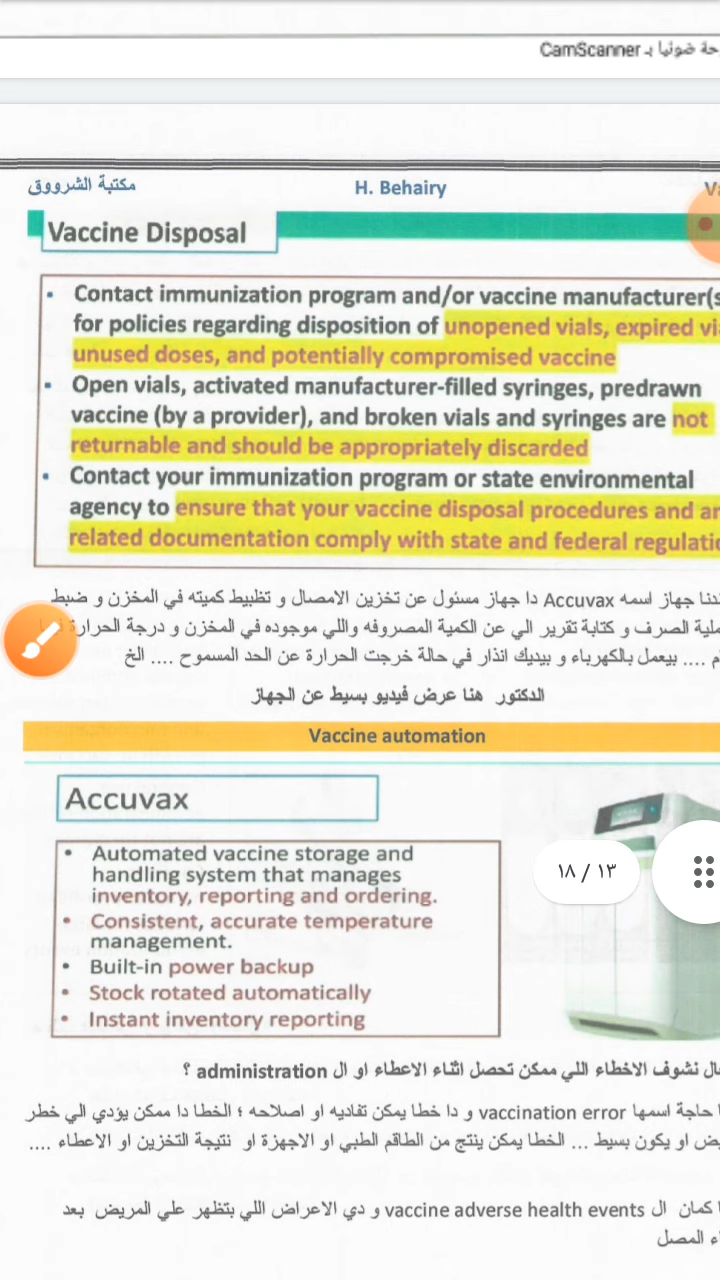 ضوئيا بـ CamScanner
مكتبة الشرووق
H. Behairy
Vaccine Disposal
• Contact immunization program and/or vaccine manufacturer(s
for policies regarding disposition of unopened vials, expired
unused doses, and potentially compromised vaccine
• Open vials, activated manufacturer-filled syringes, predrawn
vaccine (by a provider), and broken vials and syringes are not
returnable and should be appropriately discarded
• Contact your immunization program or state environmental
agency to ensure that your vaccine disposal procedures and
related documentation comply with state and federal
جهاز اسمه Accuvax دا جهاز مسئول عن تخزين الامصال و تظبيط كميته في المخزن و ضبط
الصرف و كتابة تقرير الي عن الكمية المصروفه واللي موجوده في المخزن و درجة الحرارة
.... بيعمل بالكهرباء و بيديك انذار في حالة خرجت الحرارة عن الحد المسموح .... الخ
الدكتور هنا عرض فيديو بسيط عن الجهاز
Vaccine automation
Accuvax
• Automated vaccine storage and
handling system that manages
inventory, reporting and ordering.
• Consistent, accurate temperature
management.
• Built-in power backup
• Stock rotated automatically
• Instant inventory reporting
١٣ / ١٨
نشوف الاخطاء اللي ممكن تحصل اثناء الاعطاء او ال administration ؟
حاجة اسمها vaccination error و دا خطا يمكن تفاديه او اصلاحه ؛ الخطا دا ممكن يؤدي الي خطر
او يكون بسيط ... الخطا يمكن ينتج من الطاقم الطبي او الاجهزة او نتيجة التخزين او الاعطاء ....
كمان ال vaccine adverse health events و دي الاعراض اللي بتظهر علي المريض بعد
المصل